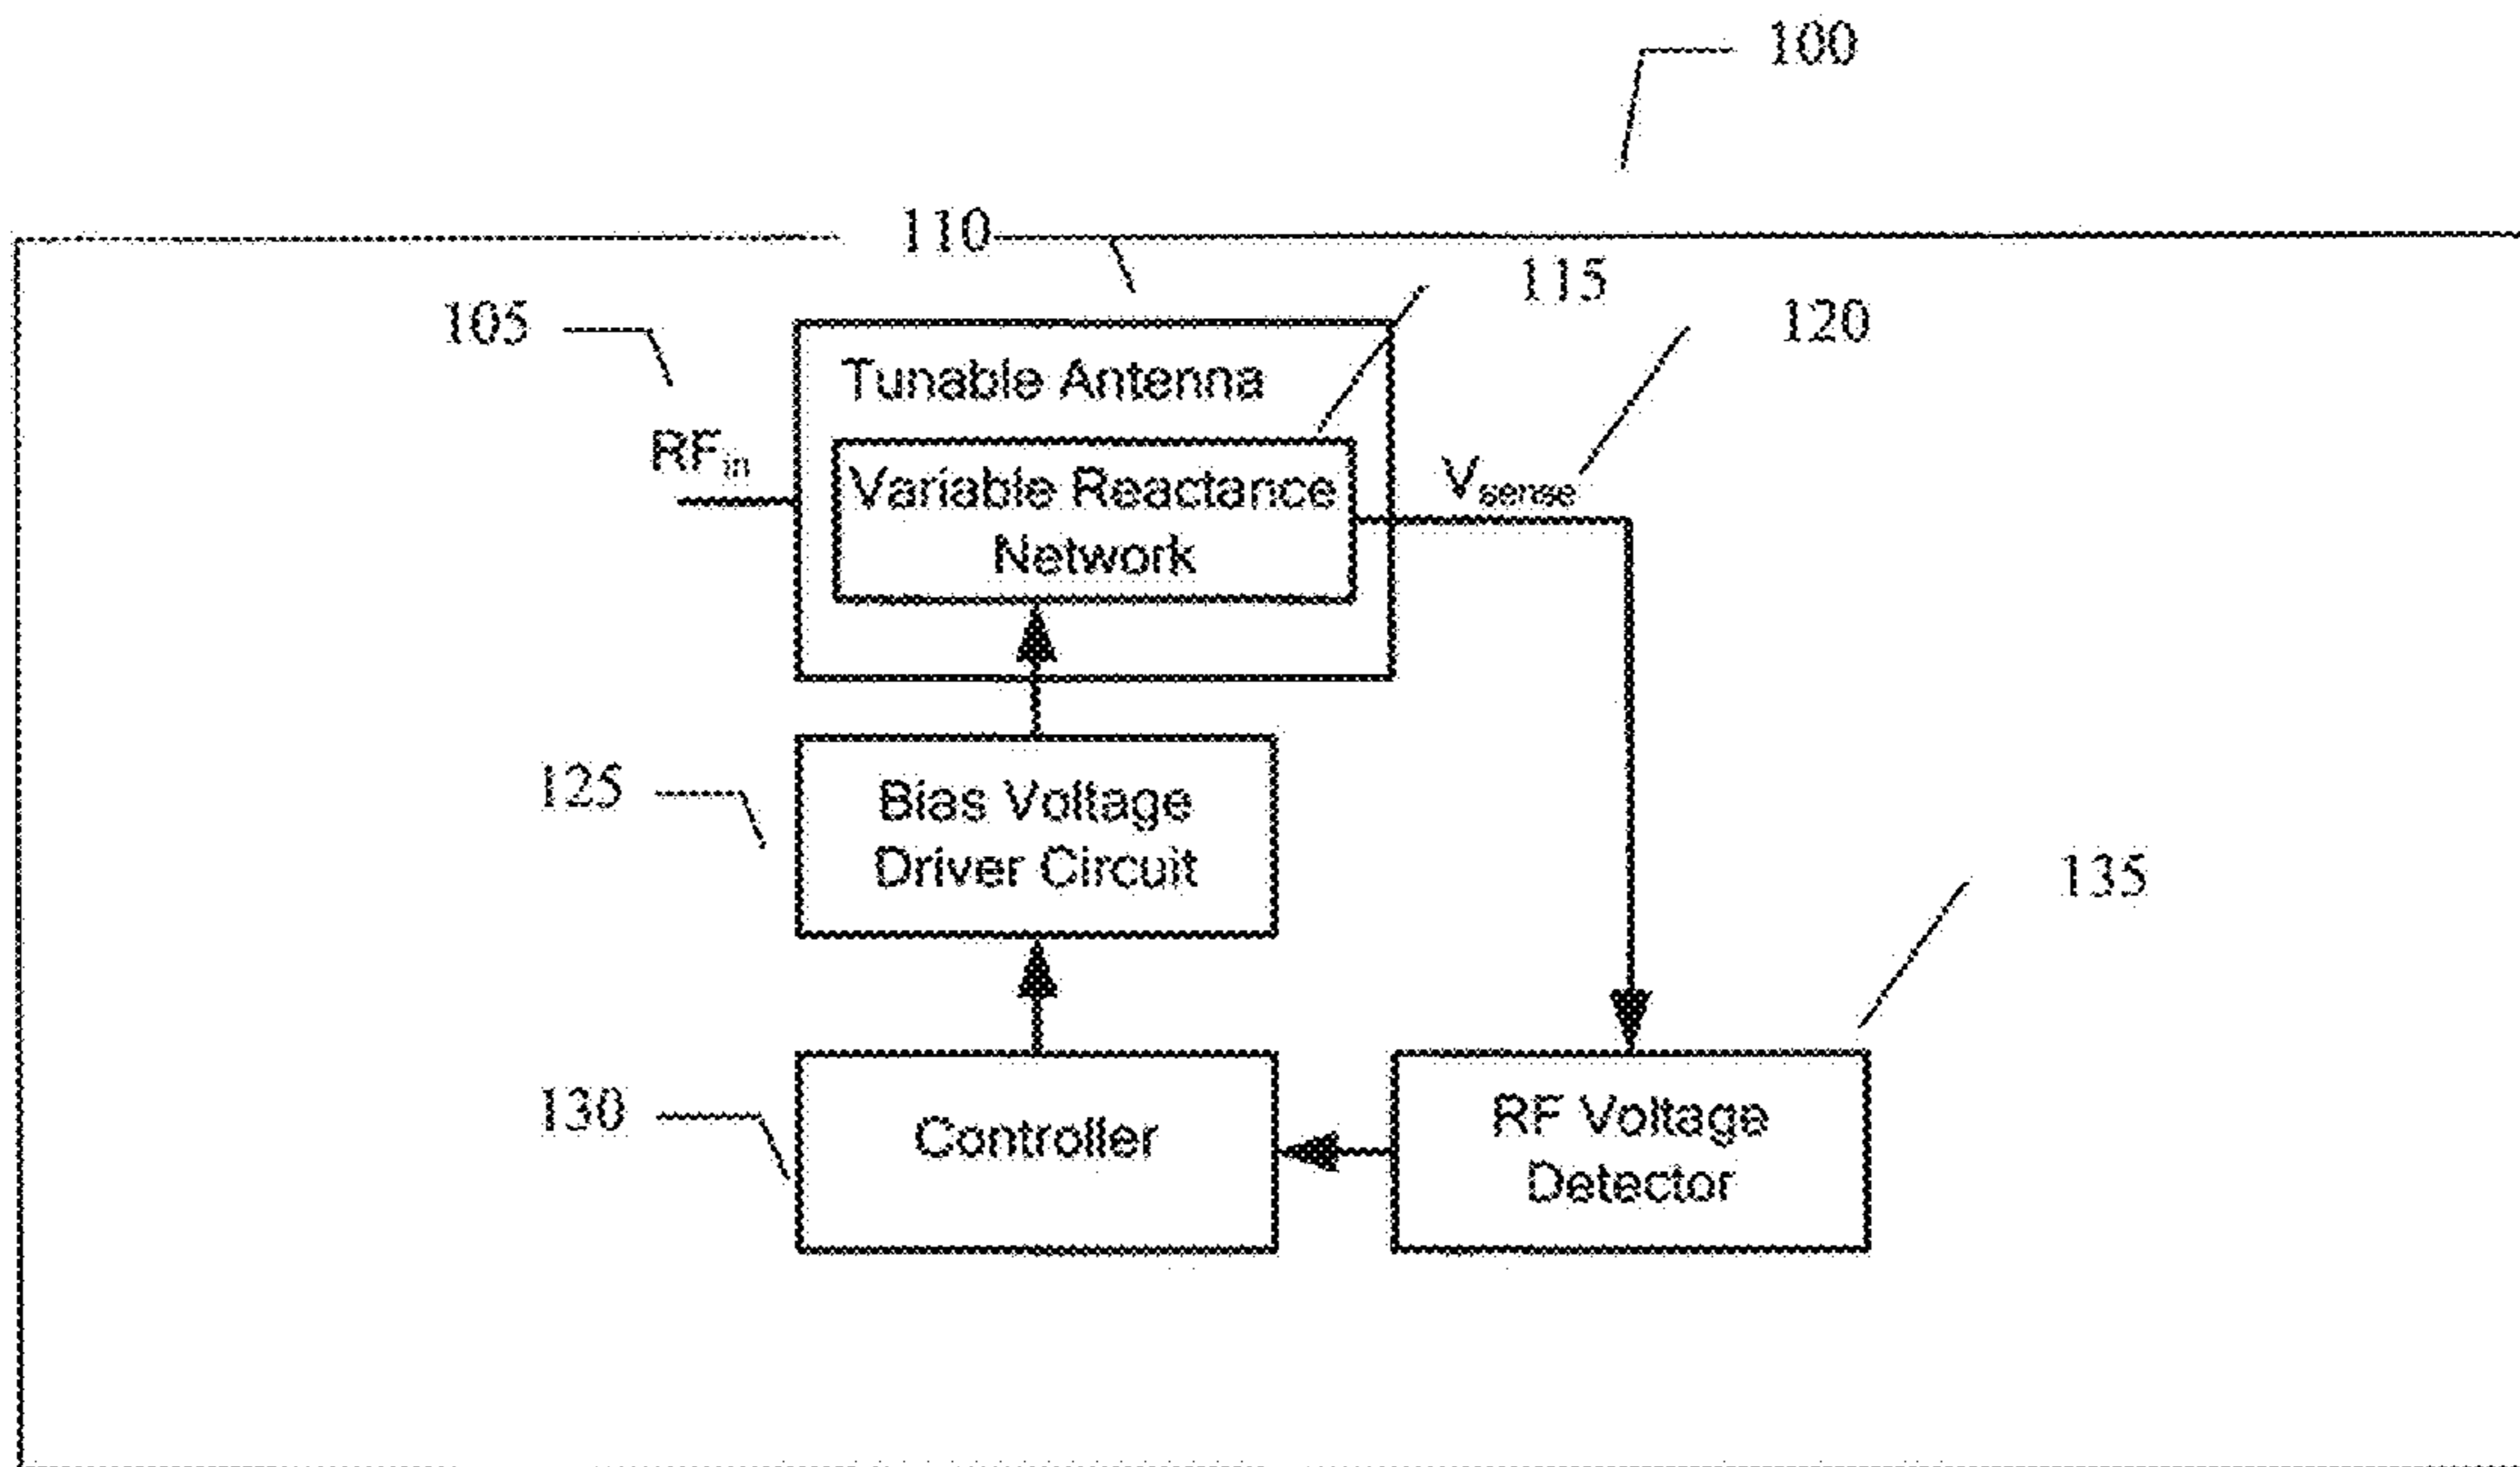 100
110
115
105
120
Tunable Antenna
RFin
Variable Reactance
Network
Vsense
125
Bias Voltage
Driver Circuit
135
130
Controller
RF Voltage
Detector